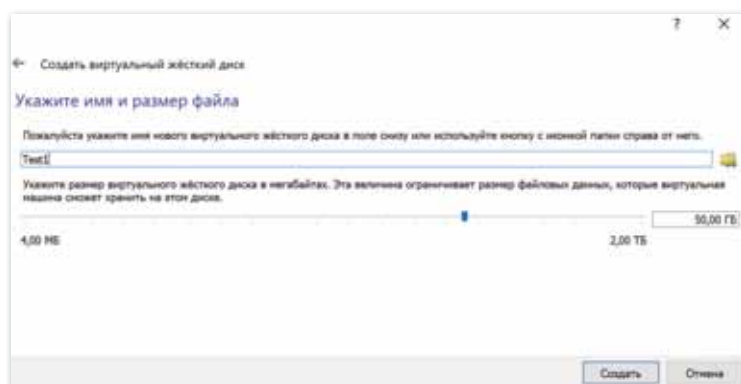 ?
Создать виртуальный жёсткий диск
Укажите имя и размер файла
Пожалуйста укажите имя нового виртуального жёсткого диска в поле снизу или используйте кнопку с иконкой папки справа от него.
Test1
Укажите размер виртуального жёсткого диска в мегабайтах. Эта величина ограничивает размер файловых данных, которые виртуальная
машина сможет хранить на этом диске.
50,00 ГБ
4,00 МБ 2,00 ТБ
Создать Отмена